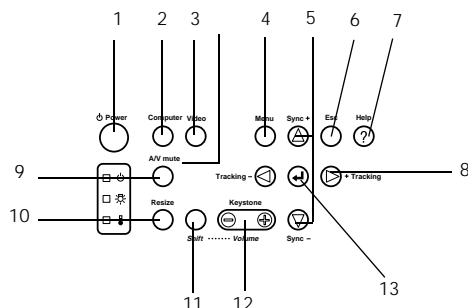 1 2 3 4 5 6 7
Power Computer Video Menu Sync + Esc Help
?
A/V mute
9 Tracking – + Tracking 8
10 Resize Keystone
Shift ........ Volume Sync –
11 12 13